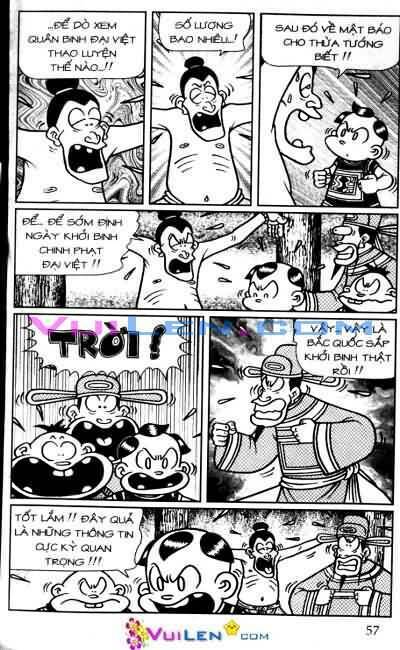 ...ĐỂ DÒ XEM
QUÂN BINH ĐẠI VIỆT
THAO LUYỆN
THẾ NÀO...!!
SỐ LƯỢNG
BAO NHIÊU...!
SAU ĐÓ VỀ MẬT BÁO
CHO THỪA TƯỚNG
BIẾT !!
ĐỂ... ĐỂ SỚM ĐỊNH
NGÀY KHỞI BINH
CHINH PHẠT
ĐẠI VIỆT !!
VUILEN.COM
TRỜI!
VẬY... VẬY LÀ
BẮC QUỐC SẮP
KHỞI BINH THẬT
RỒI !!
TỐT LẮM !! ĐÂY QUẢ
LÀ NHỮNG THÔNG TIN
CỰC KỲ QUAN
TRỌNG !!!
57
VUILEN.COM